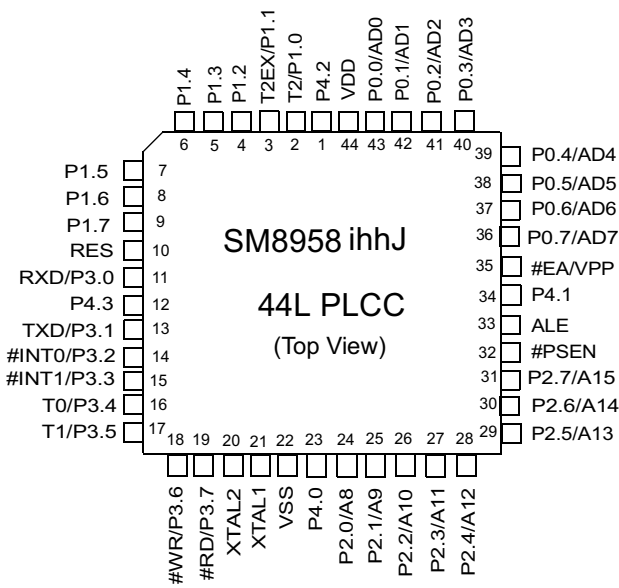 P1.4
P1.3
P1.2
T2EX/P1.1
T2/P1.0
P4.2
VDD
P0.0/AD0
P0.1/AD1
P0.2/AD2
P0.3/AD3
6 5 4 3 2 1 44 43 42 41 40
P1.5 7
P1.6 8
P1.7 9
RES 10
RXD/P3.0 11
P4.3 12
TXD/P3.1 13
#INT0/P3.2 14
#INT1/P3.3 15
T0/P3.4 16
T1/P3.5 17
SM8958 ihhJ
44L PLCC
(Top View)
39 P0.4/AD4
38 P0.5/AD5
37 P0.6/AD6
36 P0.7/AD7
35 #EA/VPP
34 P4.1
33 ALE
32 #PSEN
31 P2.7/A15
30 P2.6/A14
29 P2.5/A13
18 19 20 21 22 23 24 25 26 27 28
#WR/P3.6
#RD/P3.7
XTAL2
XTAL1
VSS
P4.0
P2.0/A8
P2.1/A9
P2.2/A10
P2.3/A11
P2.4/A12